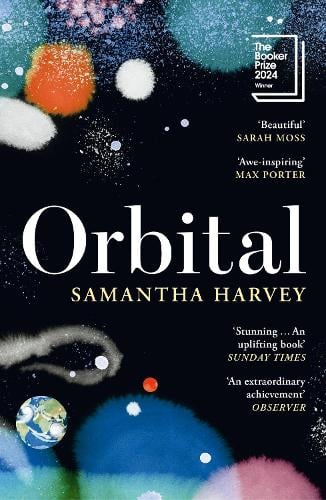 The
Booker
Prize
2024
Winner
‘Beautiful’
SARAH MOSS
‘Awe-inspiring’
MAX PORTER
Orbital
SAMANTHA HARVEY
‘Stunning … An
uplifting book’
SUNDAY TIMES
‘An extraordinary
achievement’
OBSERVER